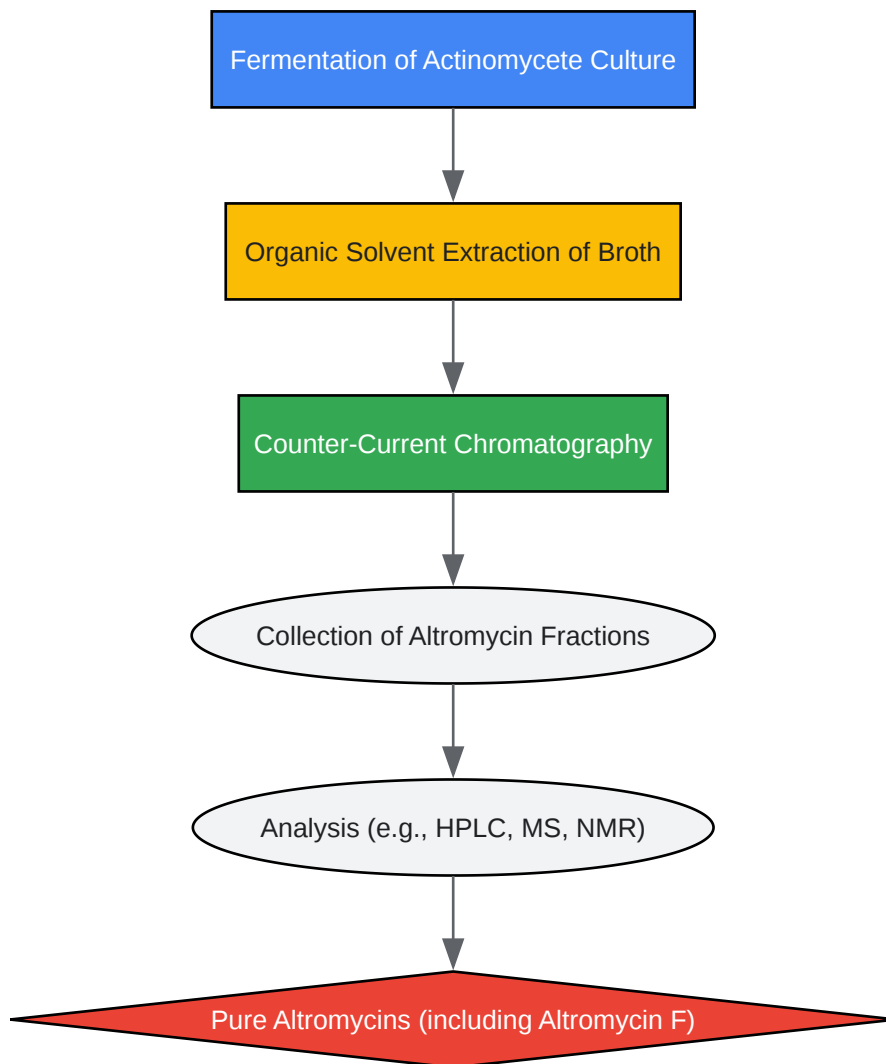 Fermentation of Actinomycete Culture
Organic Solvent Extraction of Broth
Counter-Current Chromatography
Collection of Altromycin Fractions
Analysis (e.g., HPLC, MS, NMR)
Pure Altromycins (including Altromycin F)